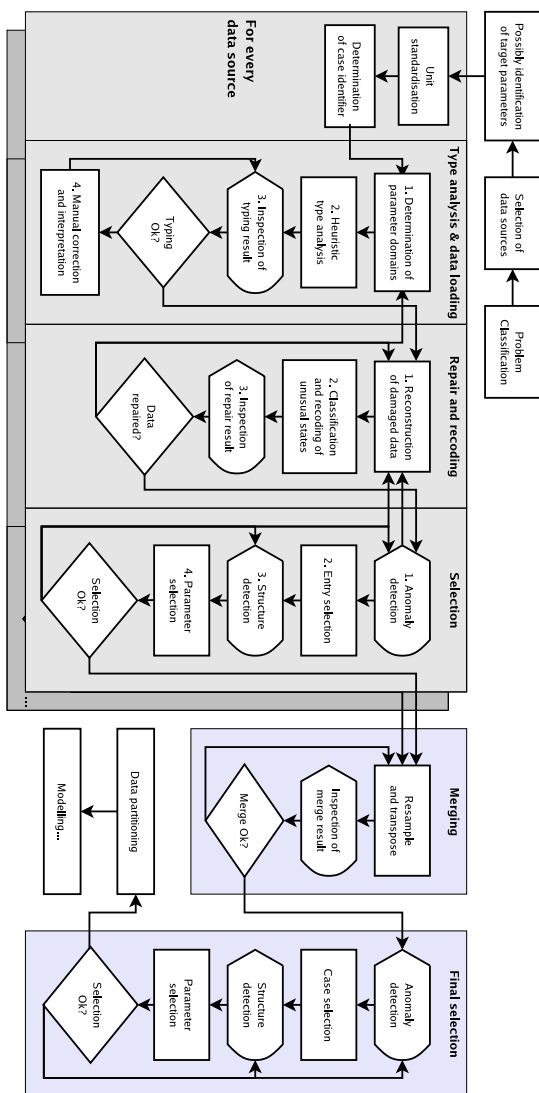 Problem
Classification
Selection of
data sources
Possibly identification
of target parameters
For every
data source
Unit
standardisation
Determination
of case identifier
Type analysis & data loading
1. Determination of
parameter domains
2. Heuristic
type analysis
3. Inspection of
typing result
Typing
Ok?
4. Manual correction
and interpretation
Repair and recoding
1. Reconstruction
of damaged data
2. Classification
and recoding of
unusual states
3. Inspection
of repair result
Data
repaired?
Selection
1. Anomaly
detection
2. Entry selection
3. Structure
detection
4. Parameter
selection
Selection
Ok?
...
Merging
Resample
and transpose
Inspection of
merge result
Merge Ok?
Final selection
Anomaly
detection
Case selection
Structure
detection
Parameter
selection
Selection
Ok?
Data partitioning
Modelling...